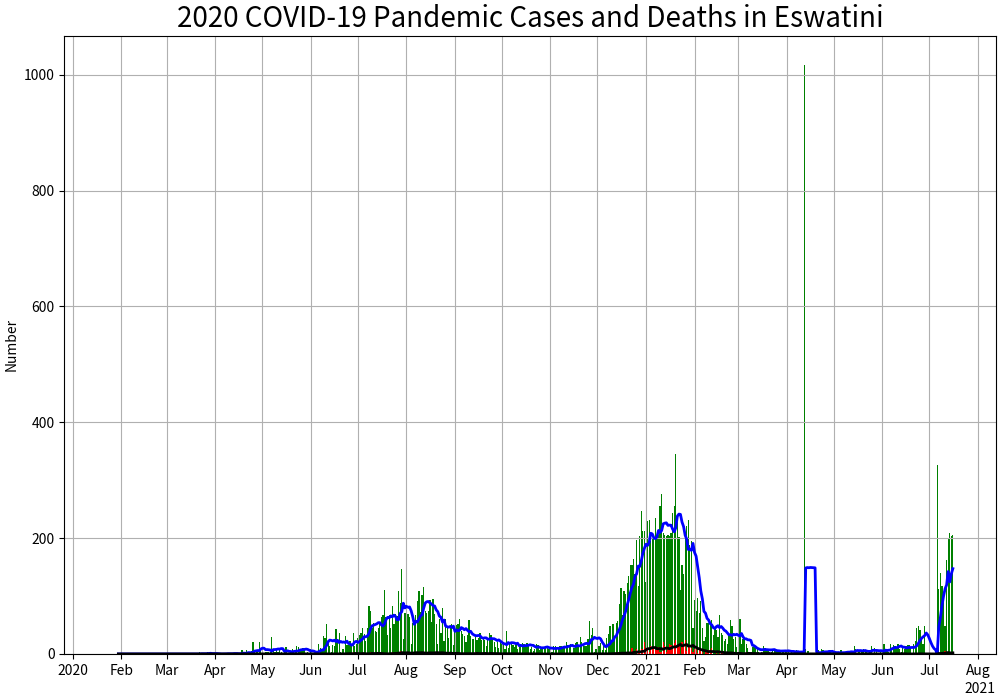 2020 COVID-19 Pandemic Cases and Deaths in Eswatini
Number
1000
800
600
400
200
0
2020 Feb Mar Apr May Jun Jul Aug Sep Oct Nov Dec 2021 Feb Mar Apr May Jun Jul Aug
2021